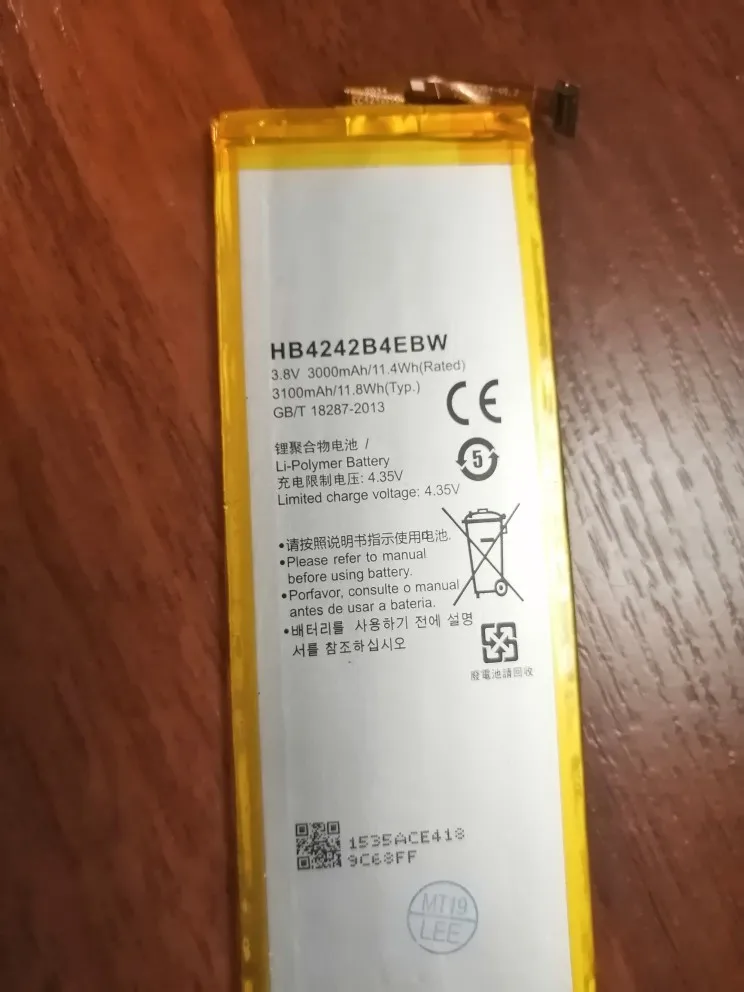 HB4242B4EBW
3.8V 3000mAh/11.4Wh(Rated)
3100mAh/11.8Wh(Typ.)
GB/T 18287-2013
CE
锂聚合物电池 /
Li-Polymer Battery
充电限制电压: 4.35V
Limited charge voltage: 4.35V
5
•请按照说明书指示使用电池.
•Please refer to manual
before using battery.
•Porfavor, consulte o manual
antes de usar a bateria.
•배터리를 사용하기 전에 설명
서를 참조하십시오
廢電池請回收
1535ACE418
9C68FF
MT19
LEE